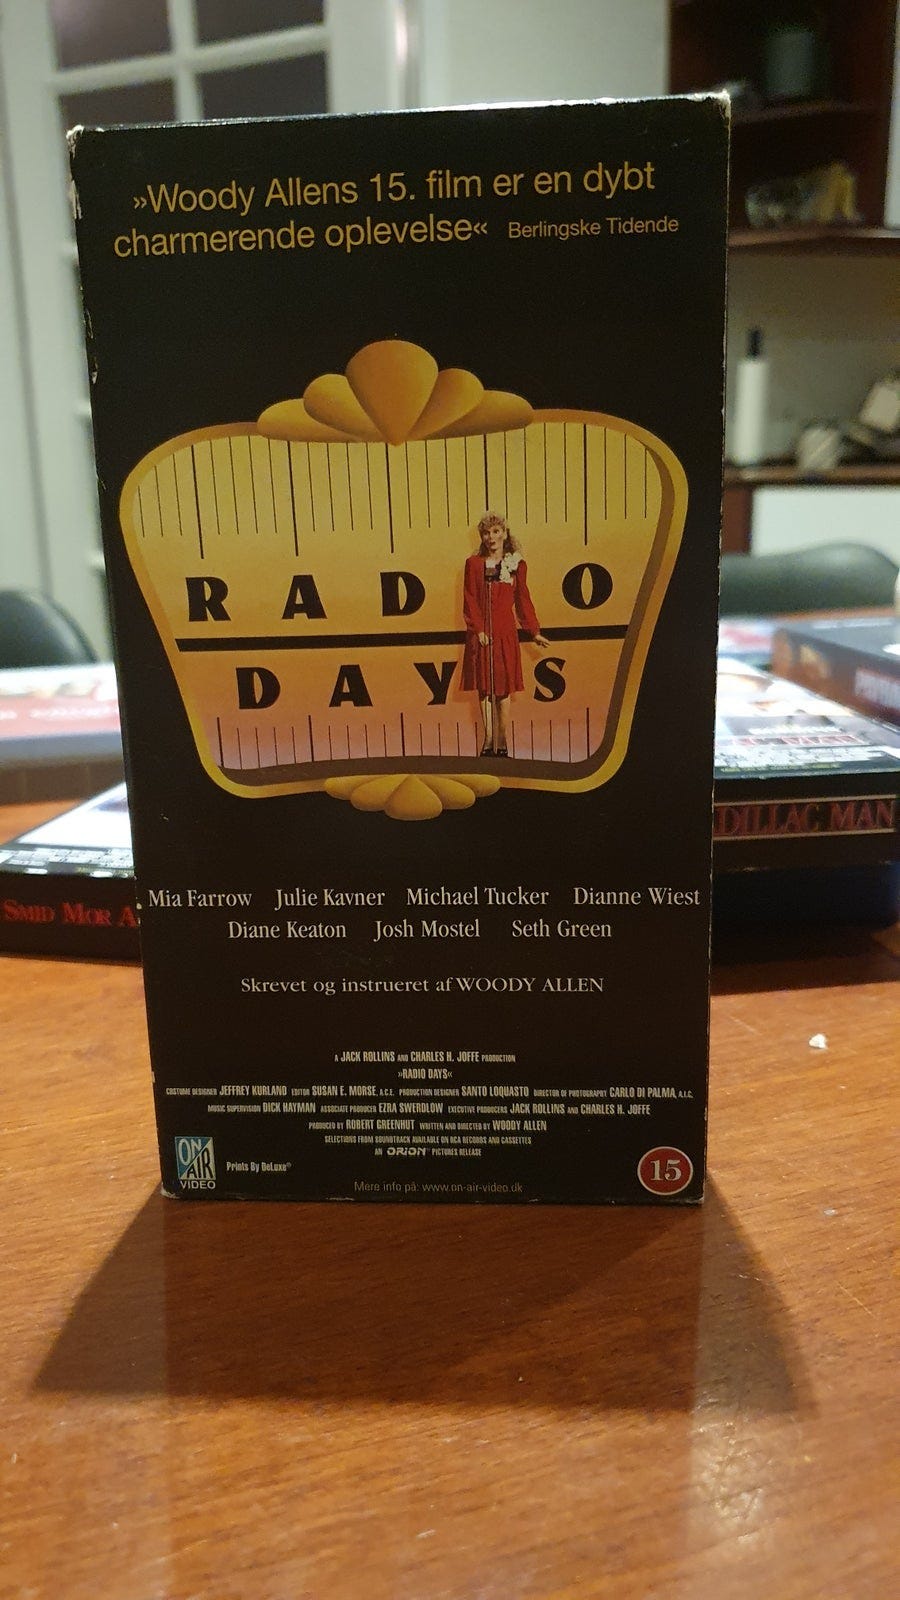 »Woody Allens 15. film er en dybt
charmerende oplevelse« Berlingske Tidende
RAD O
DAYS
Mia Farrow Julie Kavner Michael Tucker Dianne Wiest
Diane Keaton Josh Mostel Seth Green
Skrevet og instrueret af WOODY ALLEN
A JACK ROLLINS AND CHARLES H. JOFFE PRODUCTION
»RADIO DAYS«
COSTUME DESIGNER JEFFREY KURLAND EDITOR SUSAN E. MORSE, A.C.E. PRODUCTION DESIGNER SANTO LOQUASTO DIRECTOR OF PHOTOGRAPHY CARLO DI PALMA, A.I.C.
MUSIC SUPERVISION DICK HAYMAN ASSOCIATE PRODUCER EZRA SWERDLOW EXECUTIVE PRODUCERS JACK ROLLINS AND CHARLES H. JOFFE
PRODUCED BY ROBERT GREENHUT WRITTEN AND DIRECTED BY WOODY ALLEN
SELECTIONS FROM SOUNDTRACK AVAILABLE ON RCA RECORDS AND CASSETTES
AN ORION™ PICTURES RELEASE
ON
AIR
VIDEO
Prints By DeLuxe®
Mere info på: www.on-air-video.dk
15
SMID MOR A
DILLAC MAN